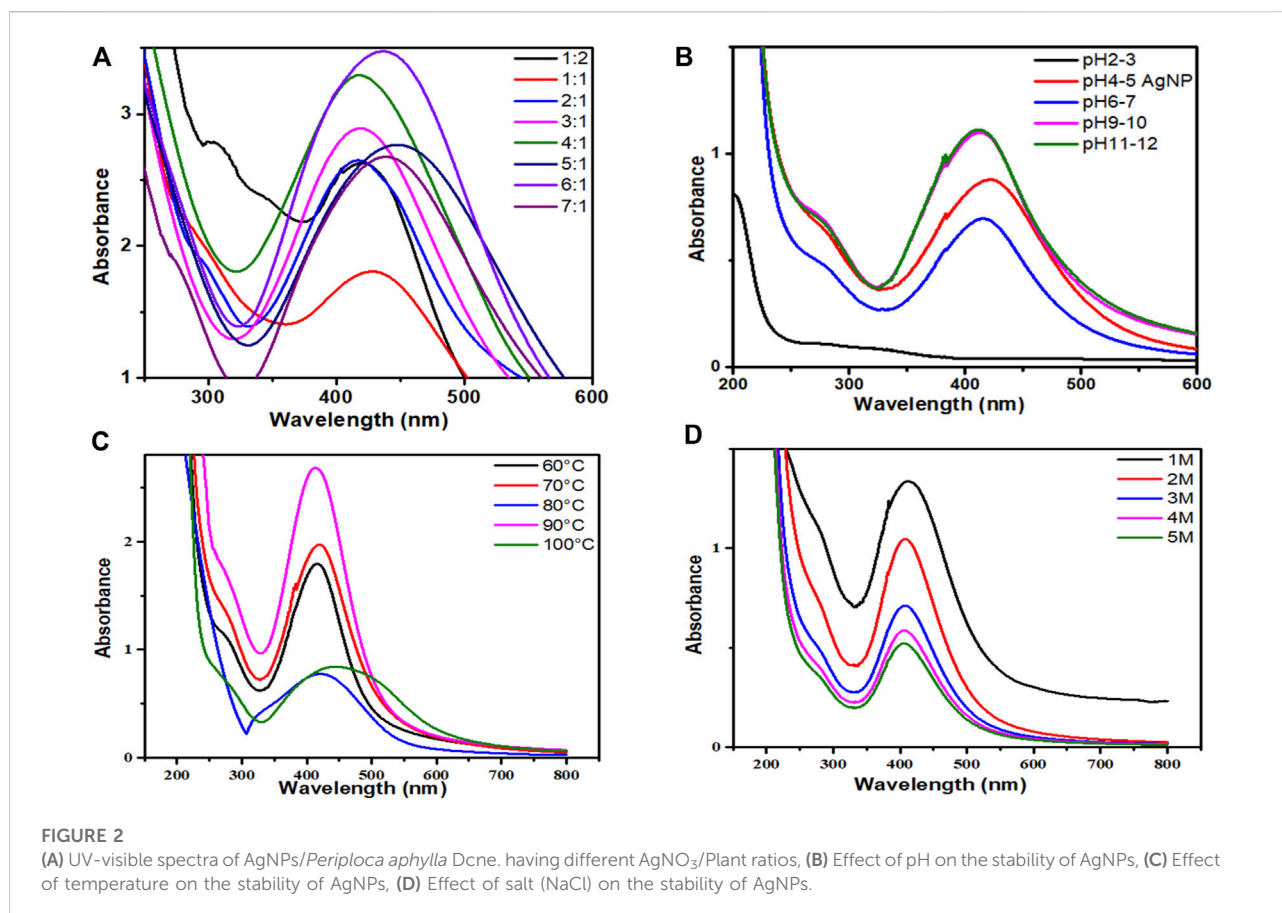 A
1:2
1:1
2:1
3:1
4:1
5:1
6:1
7:1
3
2
1
300
400
500
600
Absorbance
Wavelength (nm)
B
pH2-3
pH4-5 AgNP
pH6-7
pH9-10
pH11-12
1
0
200
300
400
500
600
Absorbance
Wavelength (nm)
C
60°C
70°C
80°C
90°C
100°C
2
1
0
200
300
400
500
600
700
800
Absorbance
Wavelength (nm)
D
1M
2M
3M
4M
5M
1
0
200
300
400
500
600
700
800
Absorbance
Wavelength (nm)
FIGURE 2
(A) UV-visible spectra of AgNPs/Periploca aphylla Dcne. having different AgNO₃/Plant ratios, (B) Effect of pH on the stability of AgNPs, (C) Effect
of temperature on the stability of AgNPs, (D) Effect of salt (NaCl) on the stability of AgNPs.